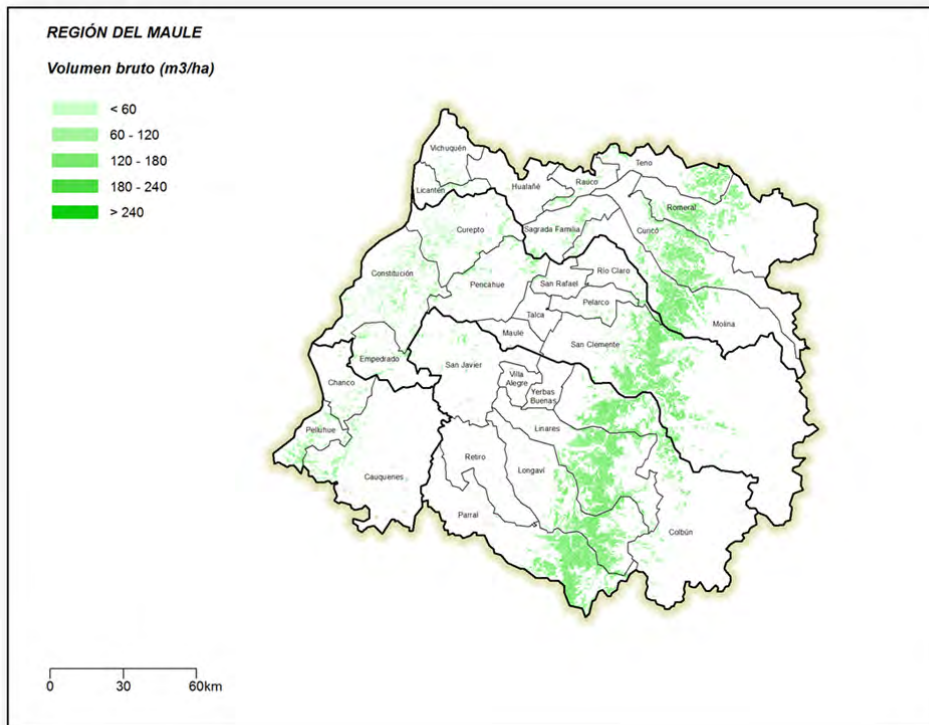 REGIÓN DEL MAULE
Volumen bruto (m3/ha)
< 60
60 - 120
120 - 180
180 - 240
> 240
Vichuquén
Teno
Rauco
Hualañé
Licantén
Romeral
Curepto
Sagrada Familia
Curicó
Constitución
Río Claro
Pencahue
San Rafael
Pelarco
Talca
Molina
Maule
San Clemente
Empedrado
San Javier
Villa
Alegre
Chanco
Yerbas
Buenas
Pelluhue
Linares
Retiro
Longaví
Cauquenes
Parral
Colbún
0 30 60km